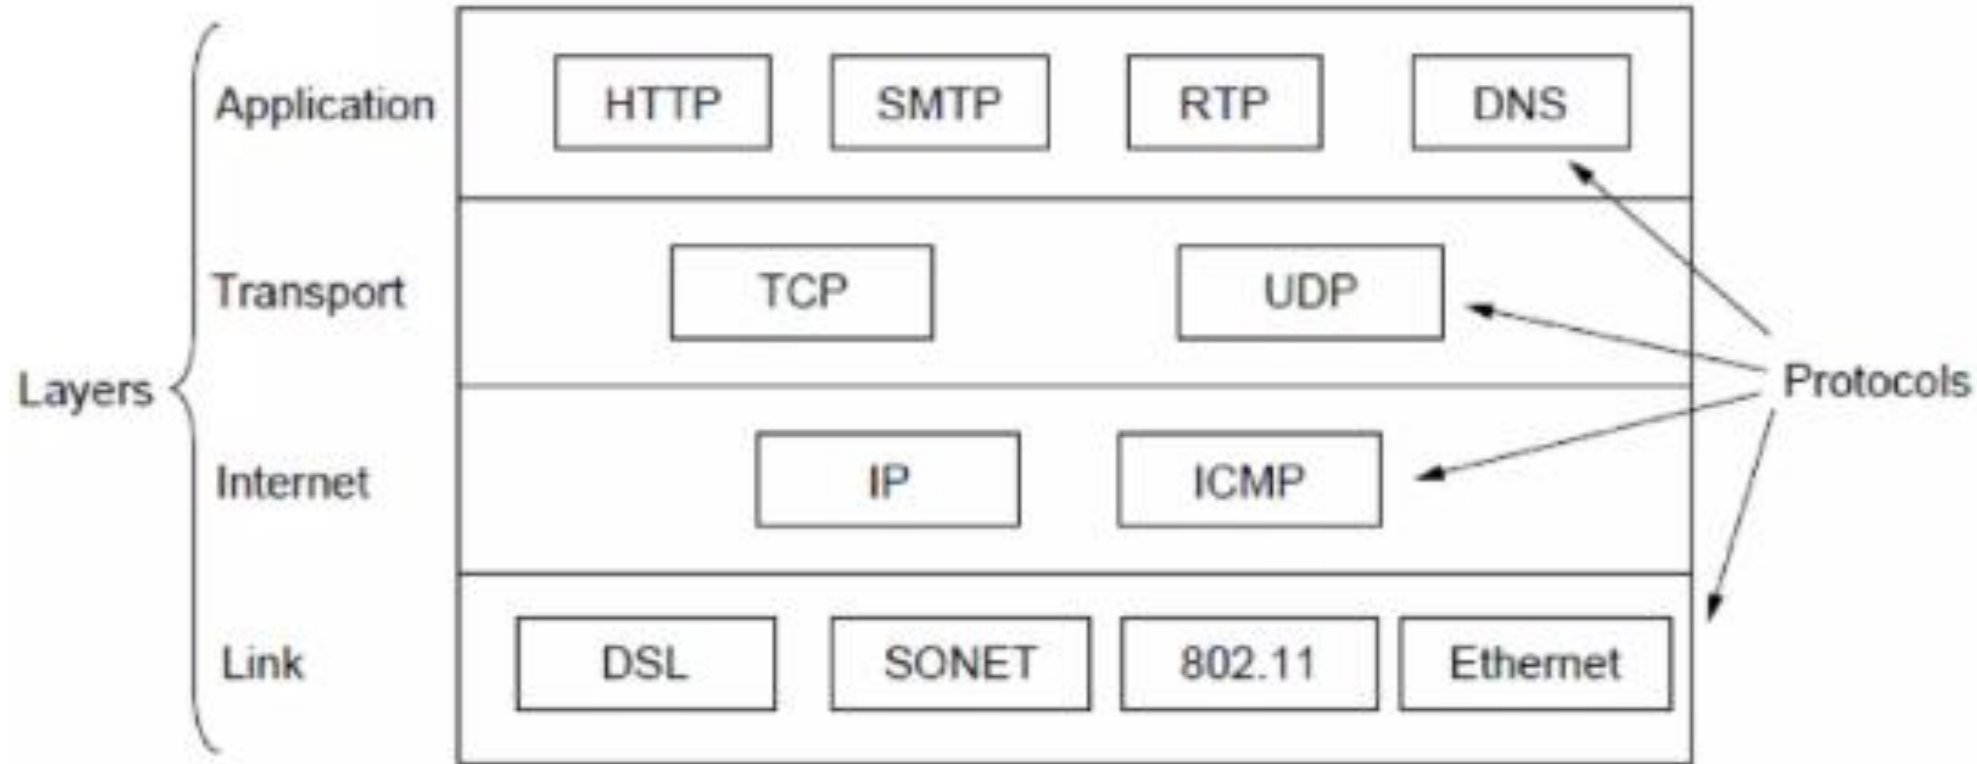 Application HTTP SMTP RTP DNS
Transport TCP UDP
Layers Protocols
Internet IP ICMP
Link DSL SONET 802.11 Ethernet